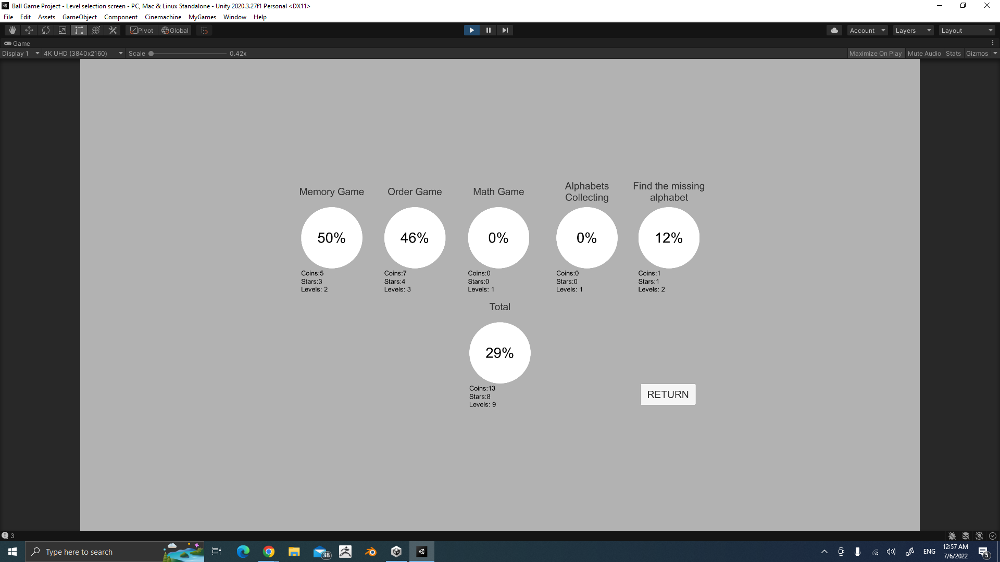 Ball Game Project - Level selection screen - PC, Mac & Linux Standalone - Unity 2020.3.27f1 Personal <DX11>
File Edit Assets GameObject Component Cinemachine MyGames Window Help
Pivot Global Account Layers Layout
Game
Display 1 4K UHD (3840x2160) Scale 0.42x Maximize On Play Mute Audio Stats Gizmos
Memory Game
50%
Coins:5
Stars:3
Levels: 2
Order Game
46%
Coins:7
Stars:4
Levels: 3
Math Game
0%
Coins:0
Stars:0
Levels: 1
Alphabets
Collecting
0%
Coins:0
Stars:0
Levels: 1
Find the missing
alphabet
12%
Coins:1
Stars:1
Levels: 2
Total
29%
Coins:13
Stars:8
Levels: 9
RETURN
3
Type here to search
38
ENG
12:57 AM
7/6/2022
5